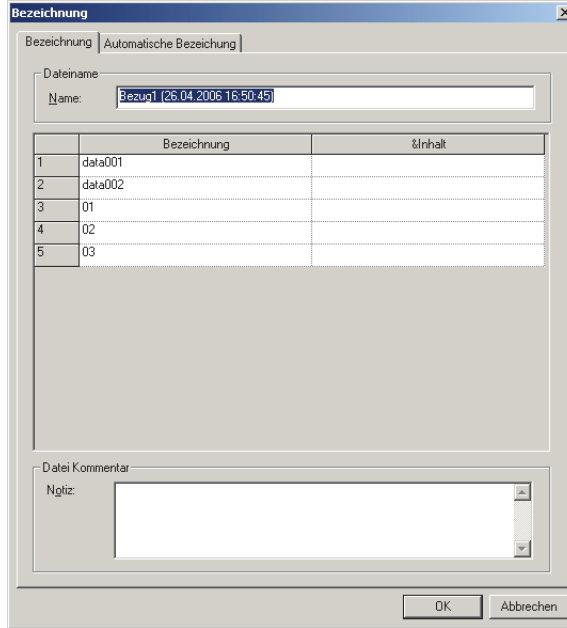 Bezeichnung
Bezeichnung Automatische Bezeichung
Dateiname
Name: Bezug1 (26.04.2006 16:50:45)
Bezeichnung &Inhalt
1 data001
2 data002
3 01
4 02
5 03
Datei Kommentar
Notiz:
OK Abbrechen